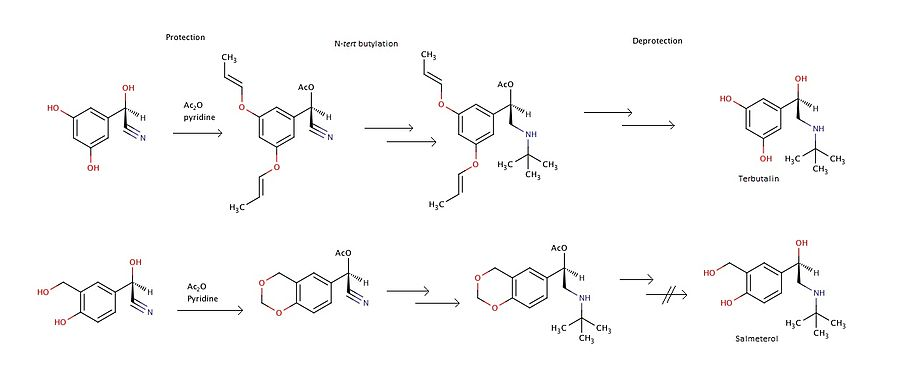 Protection
N-tert butylation
Deprotection
CH₃
AcO
H
N
O
O
H₃C
CH₃
AcO
H
NH
O
O
H₃C
CH₃
CH₃
H₃C
OH
HO
H
N
OH
Ac₂O
pyridine
OH
HO
H
NH
OH
H₃C
CH₃
CH₃
Terbutalin
OH
HO
H
N
HO
Ac₂O
Pyridine
AcO
O
H
N
O
AcO
O
H
NH
O
H₃C
CH₃
CH₃
OH
HO
H
HO
NH
H₃C
CH₃
CH₃
Salmeterol